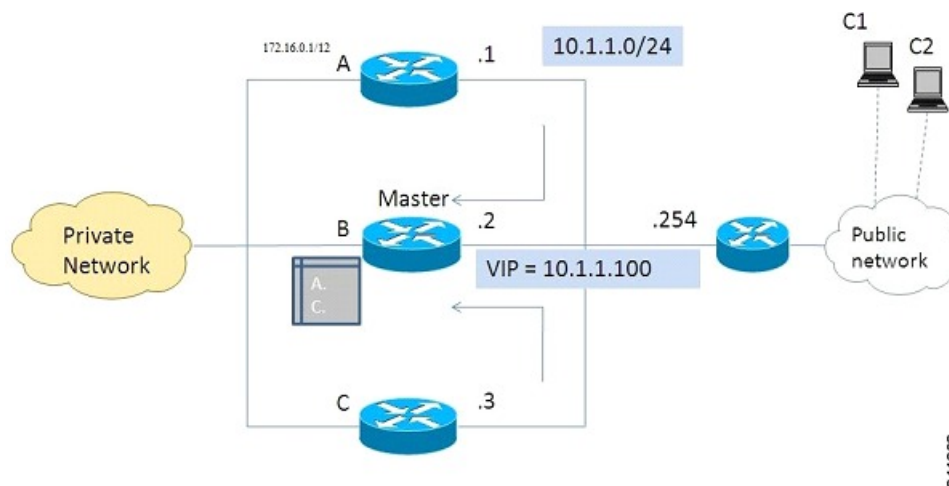 C1
C2
172.16.0.1/12
A
.1
10.1.1.0/24
Master
B
.2
.254
Private
Network
Public
network
VIP = 10.1.1.100
A.
C.
C
.3